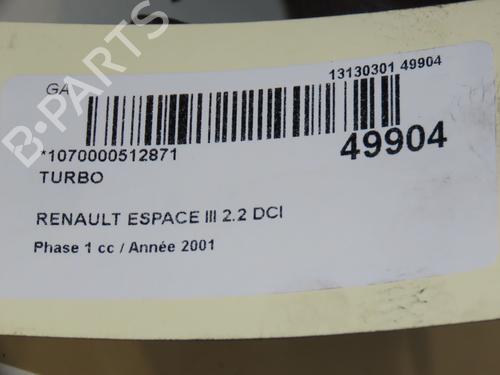 B-PARTS
GA
13130301 49904
*1070000512871
49904
TURBO
RENAULT ESPACE III 2.2 DCI
Phase 1 cc / Année 2001